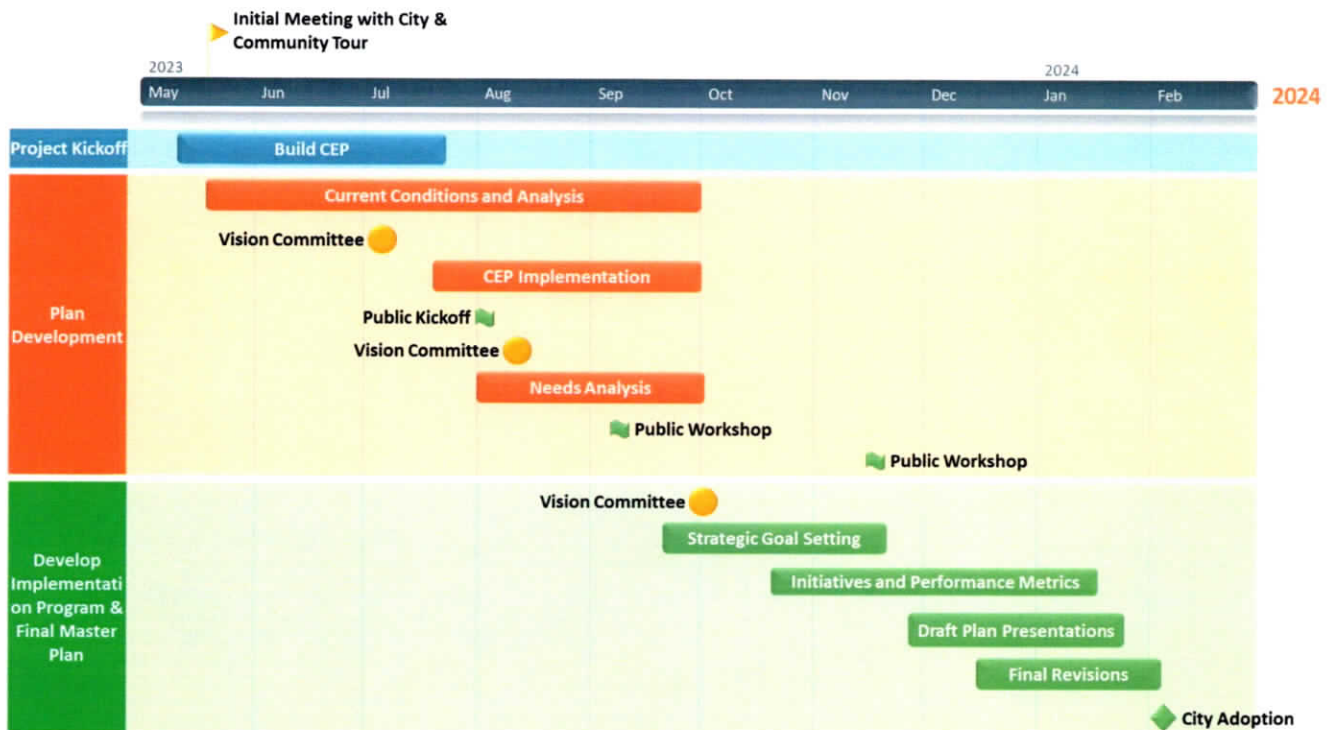 Initial Meeting with City &
Community Tour
2023
2024
May Jun Jul Aug Sep Oct Nov Dec Jan Feb
2024
Project Kickoff
Build CEP
Plan
Development
Current Conditions and Analysis
Vision Committee
CEP Implementation
Public Kickoff
Vision Committee
Needs Analysis
Public Workshop
Public Workshop
Develop
Implementati
on Program &
Final Master
Plan
Vision Committee
Strategic Goal Setting
Initiatives and Performance Metrics
Draft Plan Presentations
Final Revisions
City Adoption